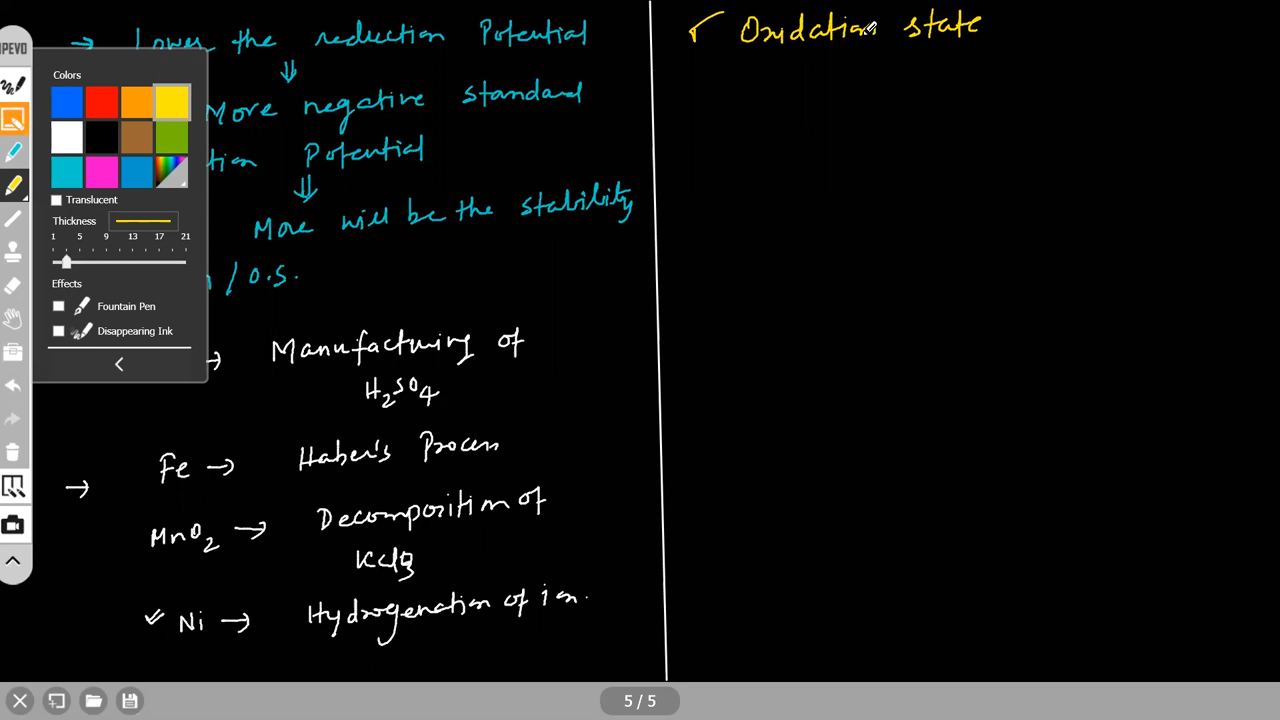 → Lower the reduction Potential
⇓
More negative standard
tion Potential
⇓
More will be the stability
/ O.S.
→ Manufacturing of
H2SO4
→ Fe → Haber's Process
MnO2 → Decomposition of
KClO3
✓ Ni → Hydrogenation of ion.
✓ Oxidation state
IPEVO
Colors
Translucent
Thickness
1 5 9 13 17 21
Effects
Fountain Pen
Disappearing Ink
5 / 5